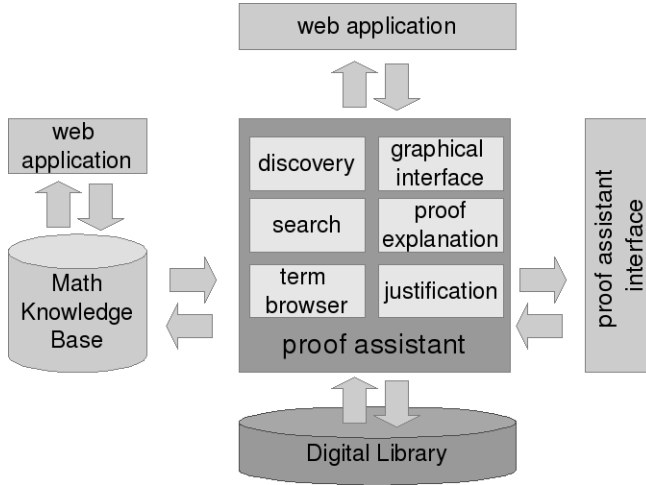 web application
web
application
discovery
graphical
interface
search
proof
explanation
term
browser
justification
proof assistant
Math
Knowledge
Base
proof assistant
interface
Digital Library